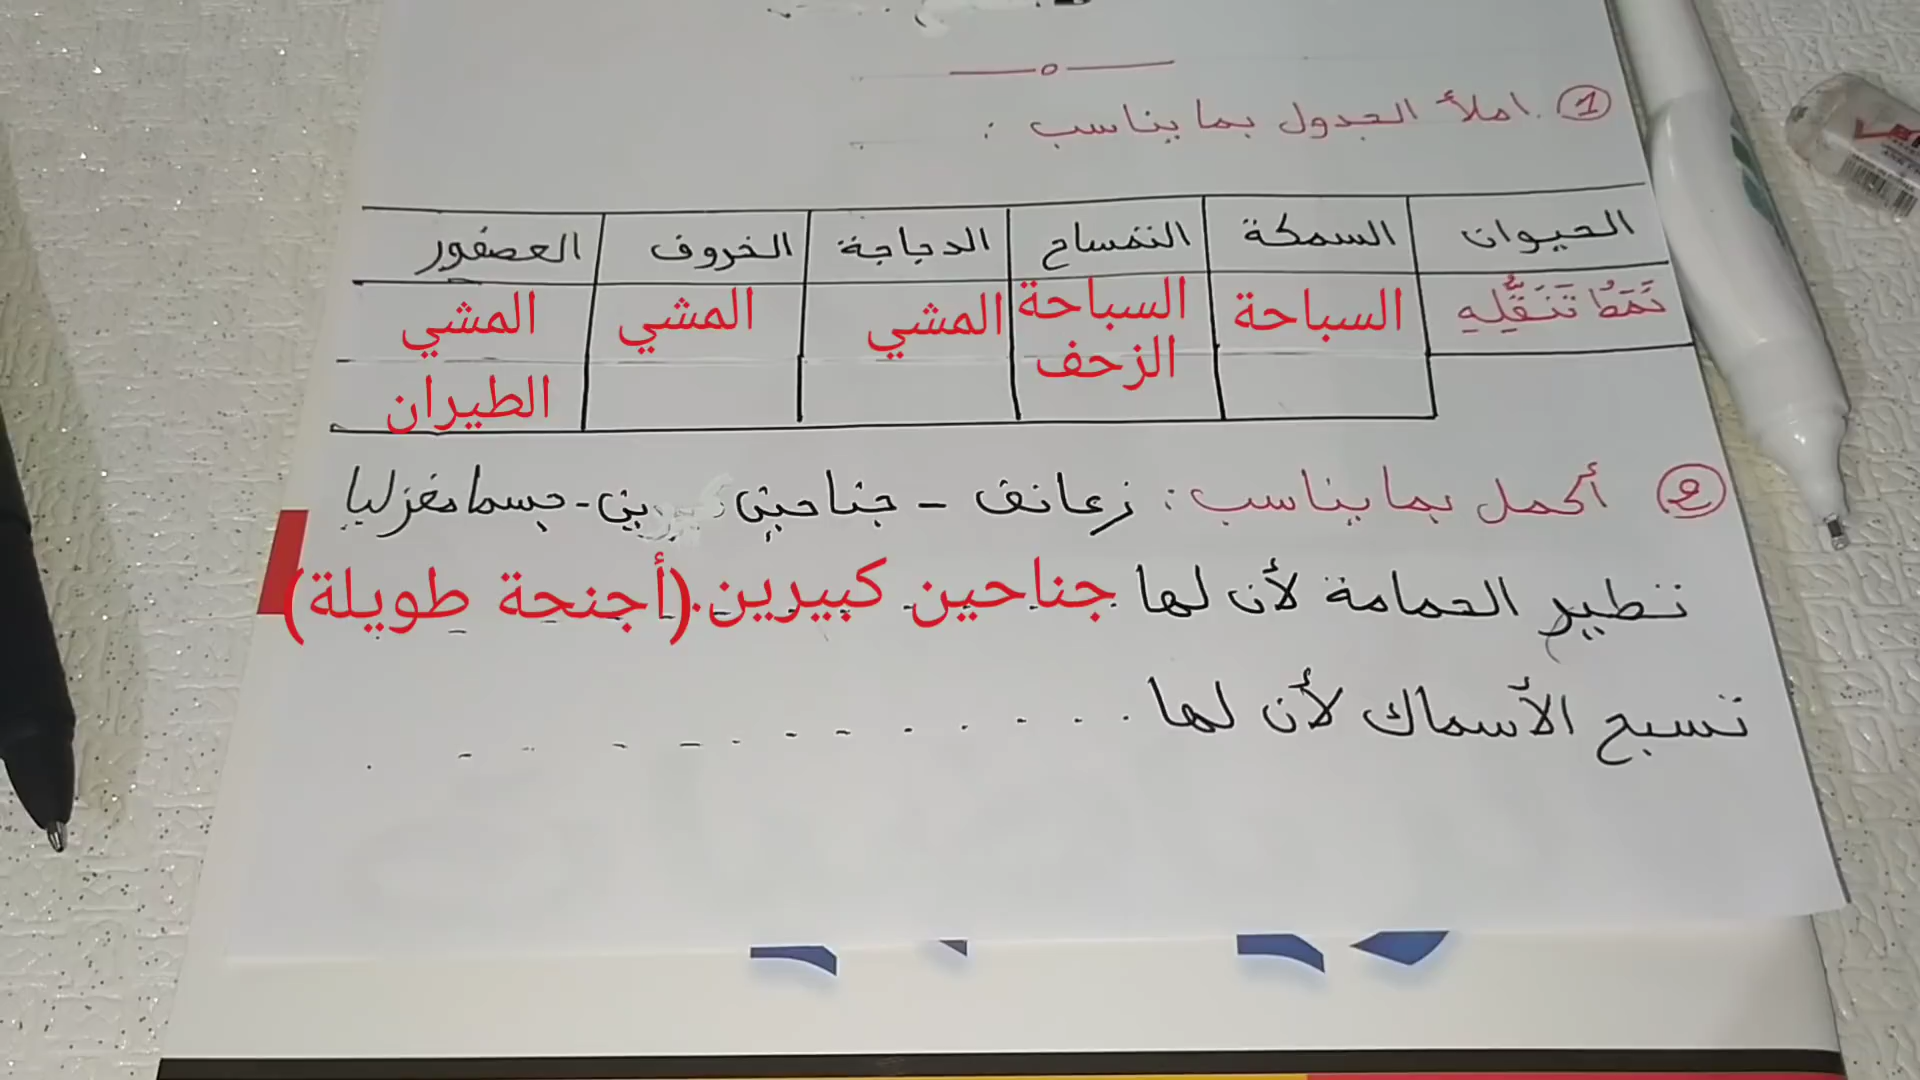 ① املأ الجدول بما يناسب :
الحيوان السمكة التمساح الدجاجة الخروف العصفور
نَمَطُ تَنَقُّلِهِ السباحة السباحة المشي المشي المشي
الزحف
الطيران
② أكمل بما يناسب : زعانف - جناحين - جسما مغزليا
تطير الحمامة لأن لها جناحين كبيرين.(أجنحة طويلة)
تسبح الأسماك لأن لها . . . . . . . . . . . .